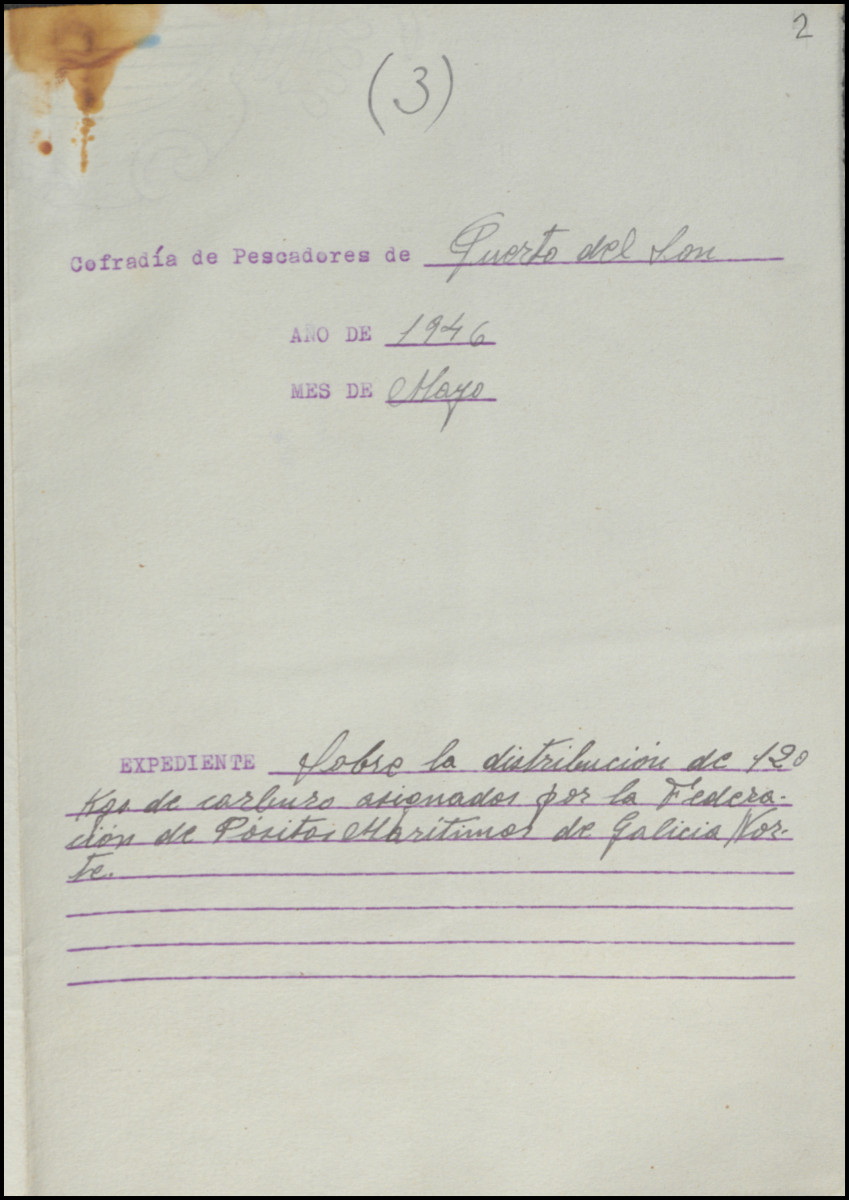 2
(3)
Cofradía de Pescadores de Puerto del Son
AÑO DE 1946
MES DE Mayo
EXPEDIENTE Sobre la distribución de 120
Kgs de carburo asignados por la Federa-
ción de Pósitos Marítimos de Galicia Nor-
te.